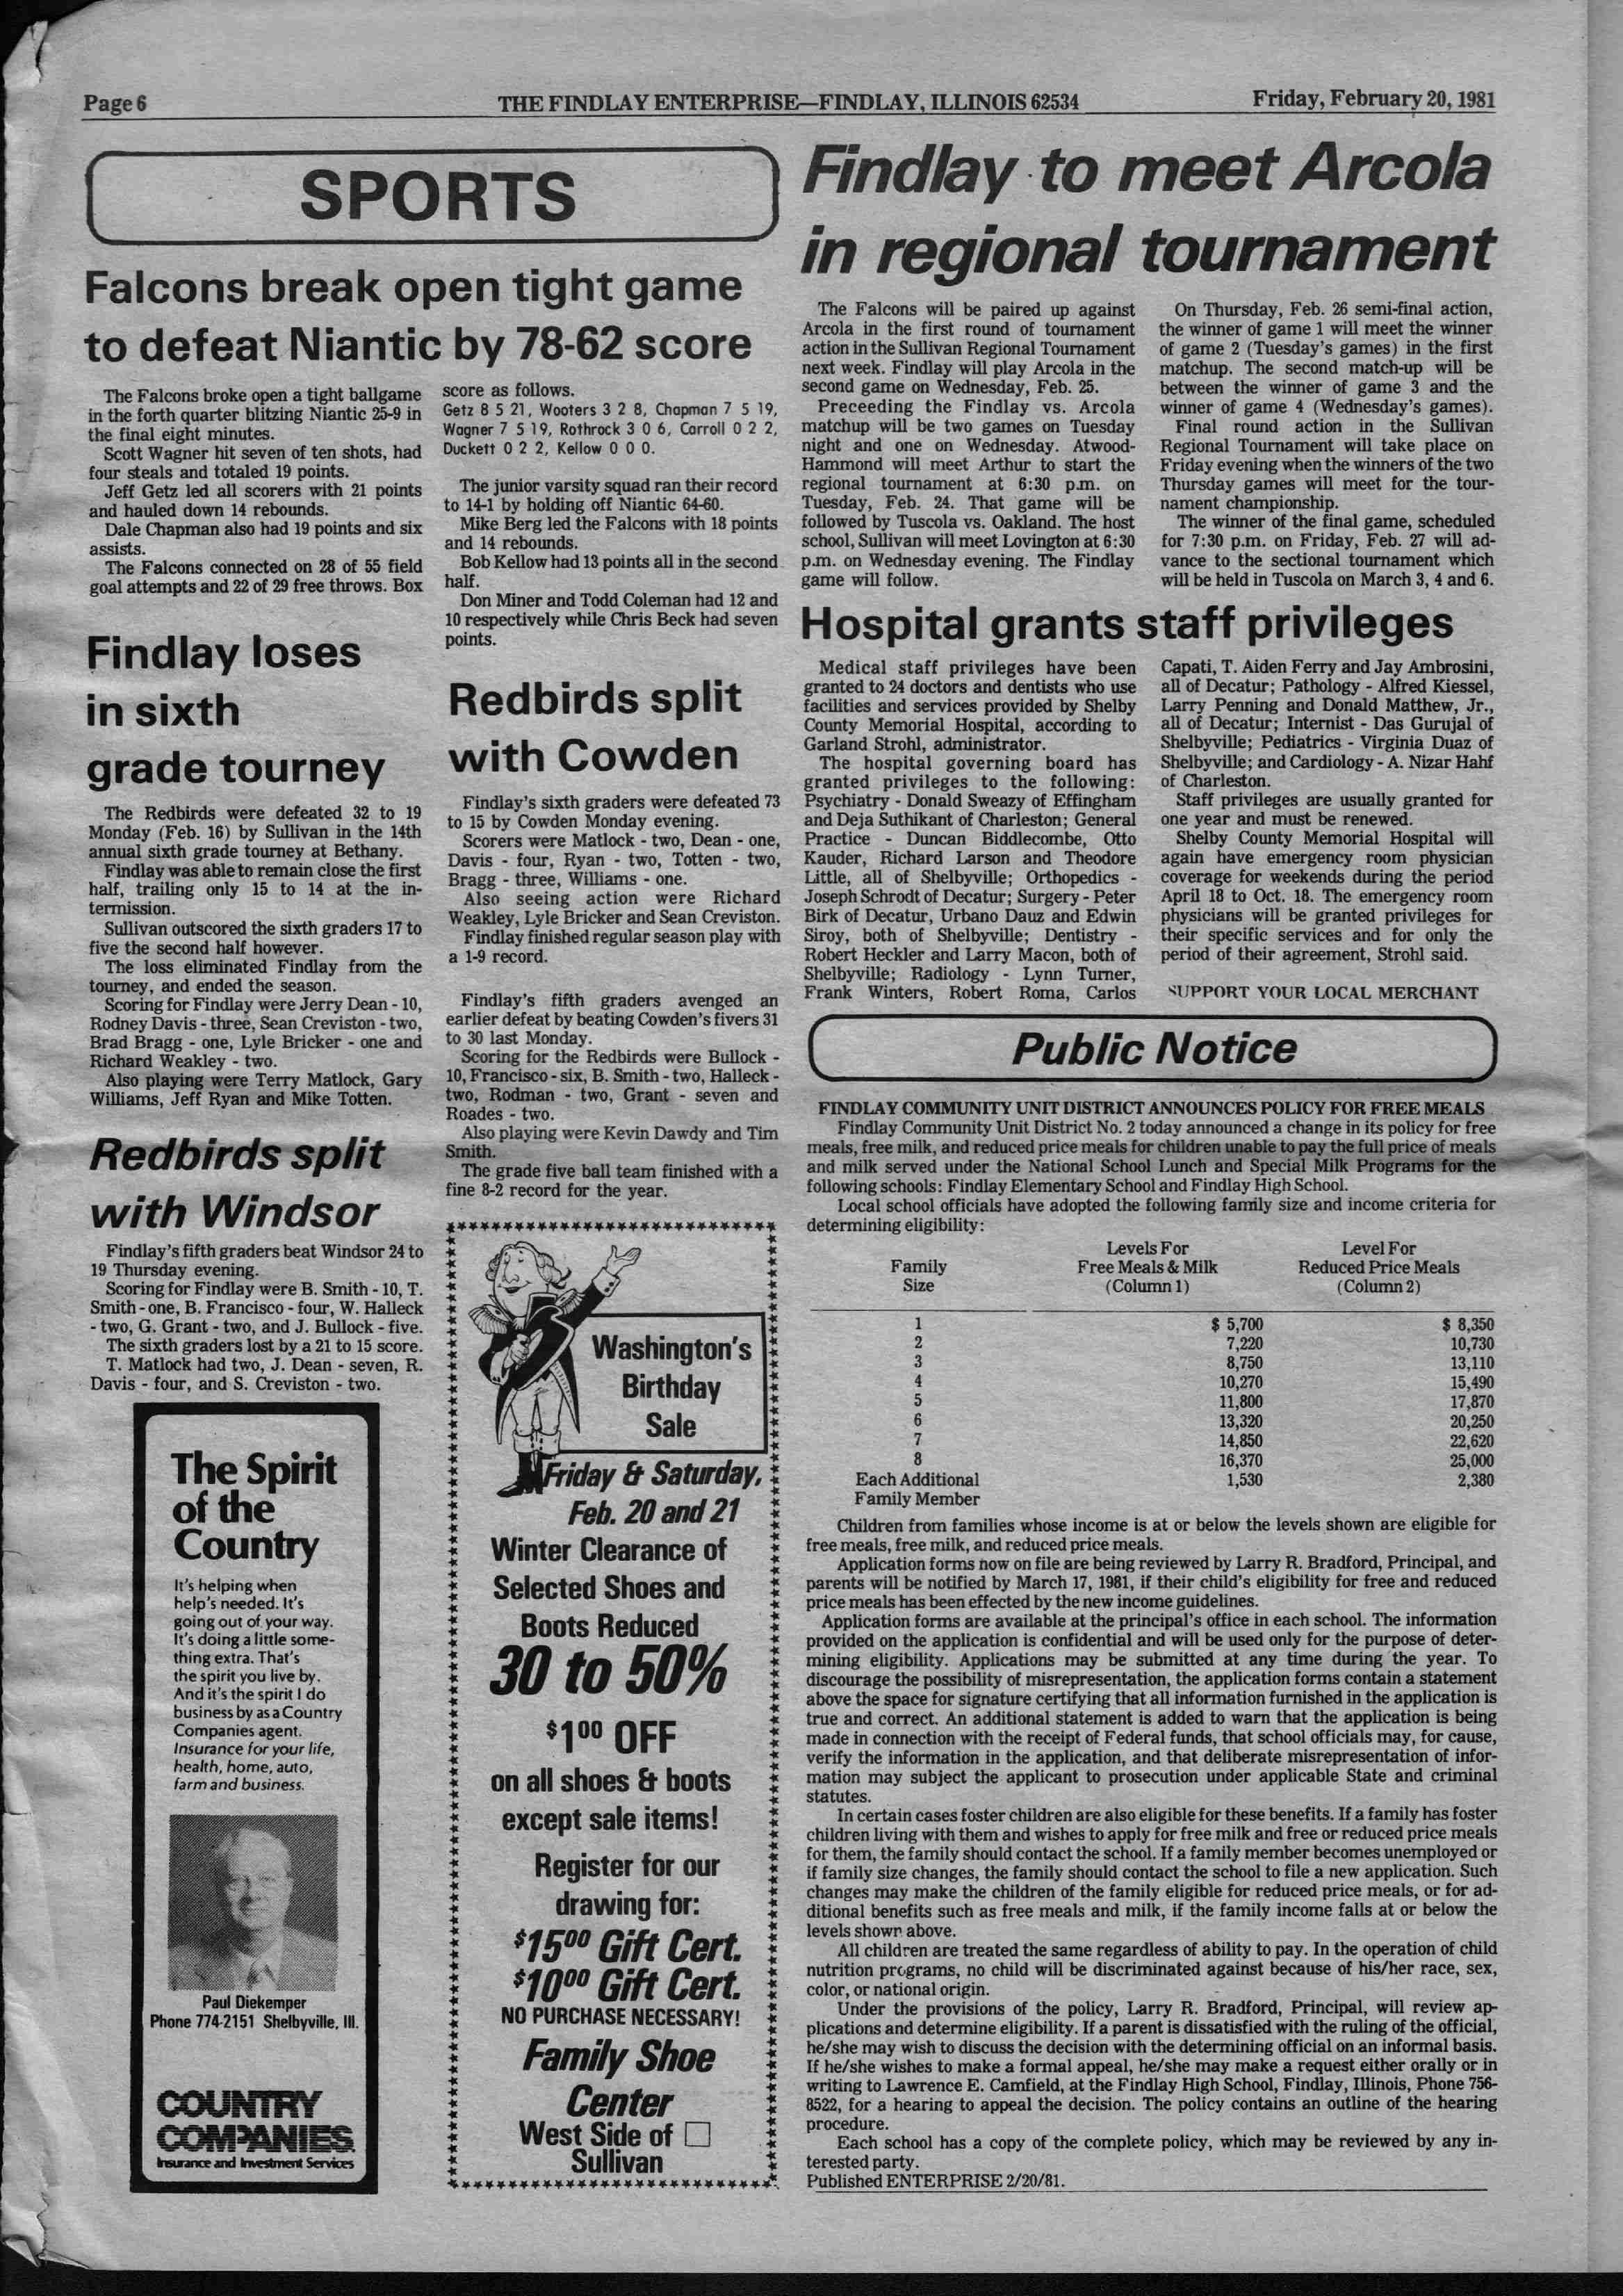 Page 6
THE FINDLAY ENTERPRISE—FINDLAY, ILLINOIS 62534
Friday, February 20, 1981
SPORTS
Falcons break open tight game
to defeat Niantic by 78-62 score
The Falcons broke open a tight ballgame
in the forth quarter blitzing Niantic 25-9 in
the final eight minutes.
Scott Wagner hit seven of ten shots, had
four steals and totaled 19 points.
Jeff Getz led all scorers with 21 points
and hauled down 14 rebounds.
Dale Chapman also had 19 points and six
assists.
The Falcons connected on 28 of 55 field
goal attempts and 22 of 29 free throws. Box
score as follows.
Getz 8 5 21, Wooters 3 2 8, Chapman 7 5 19,
Wagner 7 5 19, Rothrock 3 0 6, Carroll 0 2 2,
Duckett 0 2 2, Kellow 0 0 0.
The junior varsity squad ran their record
to 14-1 by holding off Niantic 64-60.
Mike Berg led the Falcons with 18 points
and 14 rebounds.
Bob Kellow had 13 points all in the second
half.
Don Miner and Todd Coleman had 12 and
10 respectively while Chris Beck had seven
points.
Findlay loses
in sixth
grade tourney
The Redbirds were defeated 32 to 19
Monday (Feb. 16) by Sullivan in the 14th
annual sixth grade tourney at Bethany.
Findlay was able to remain close the first
half, trailing only 15 to 14 at the in-
termission.
Sullivan outscored the sixth graders 17 to
five the second half however.
The loss eliminated Findlay from the
tourney, and ended the season.
Scoring for Findlay were Jerry Dean - 10,
Rodney Davis - three, Sean Creviston - two,
Brad Bragg - one, Lyle Bricker - one and
Richard Weakley - two.
Also playing were Terry Matlock, Gary
Williams, Jeff Ryan and Mike Totten.
Redbirds split
with Windsor
Findlay's fifth graders beat Windsor 24 to
19 Thursday evening.
Scoring for Findlay were B. Smith - 10, T.
Smith - one, B. Francisco - four, W. Halleck
- two, G. Grant - two, and J. Bullock - five.
The sixth graders lost by a 21 to 15 score.
T. Matlock had two, J. Dean - seven, R.
Davis - four, and S. Creviston - two.
The Spirit
of the
Country
It's helping when
help's needed. It's
going out of your way.
It's doing a little some-
thing extra. That's
the spirit you live by.
And it's the spirit I do
business by as a Country
Companies agent.
Insurance for your life,
health, home, auto,
farm and business.
Paul Diekemper
Phone 774-2151 Shelbyville, Ill.
COUNTRY
COMPANIES
Insurance and Investment Services
Redbirds split
with Cowden
Findlay's sixth graders were defeated 73
to 15 by Cowden Monday evening.
Scorers were Matlock - two, Dean - one,
Davis - four, Ryan - two, Totten - two,
Bragg - three, Williams - one.
Also seeing action were Richard
Weakley, Lyle Bricker and Sean Creviston.
Findlay finished regular season play with
a 1-9 record.
Findlay's fifth graders avenged an
earlier defeat by beating Cowden's fivers 31
to 30 last Monday.
Scoring for the Redbirds were Bullock -
10, Francisco - six, B. Smith - two, Halleck -
two, Rodman - two, Grant - seven and
Roades - two.
Also playing were Kevin Dawdy and Tim
Smith.
The grade five ball team finished with a
fine 8-2 record for the year.
Washington's
Birthday
Sale
Friday & Saturday,
Feb. 20 and 21
Winter Clearance of
Selected Shoes and
Boots Reduced
30 to 50%
$1.00 OFF
on all shoes & boots
except sale items!
Register for our
drawing for:
$15.00 Gift Cert.
$10.00 Gift Cert.
NO PURCHASE NECESSARY!
Family Shoe
Center
West Side of □
Sullivan
Findlay to meet Arcola
in regional tournament
The Falcons will be paired up against
Arcola in the first round of tournament
action in the Sullivan Regional Tournament
next week. Findlay will play Arcola in the
second game on Wednesday, Feb. 25.
Preceeding the Findlay vs. Arcola
matchup will be two games on Tuesday
night and one on Wednesday. Atwood-
Hammond will meet Arthur to start the
regional tournament at 6:30 p.m. on
Tuesday, Feb. 24. That game will be
followed by Tuscola vs. Oakland. The host
school, Sullivan will meet Lovington at 6:30
p.m. on Wednesday evening. The Findlay
game will follow.
On Thursday, Feb. 26 semi-final action,
the winner of game 1 will meet the winner
of game 2 (Tuesday's games) in the first
matchup. The second match-up will be
between the winner of game 3 and the
winner of game 4 (Wednesday's games).
Final round action in the Sullivan
Regional Tournament will take place on
Friday evening when the winners of the two
Thursday games will meet for the tour-
nament championship.
The winner of the final game, scheduled
for 7:30 p.m. on Friday, Feb. 27 will ad-
vance to the sectional tournament which
will be held in Tuscola on March 3, 4 and 6.
Hospital grants staff privileges
Medical staff privileges have been
granted to 24 doctors and dentists who use
facilities and services provided by Shelby
County Memorial Hospital, according to
Garland Strohl, administrator.
The hospital governing board has
granted privileges to the following:
Psychiatry - Donald Sweazy of Effingham
and Deja Suthikant of Charleston; General
Practice - Duncan Biddlecombe, Otto
Kauder, Richard Larson and Theodore
Little, all of Shelbyville; Orthopedics -
Joseph Schrodt of Decatur; Surgery - Peter
Birk of Decatur, Urbano Dauz and Edwin
Siroy, both of Shelbyville; Dentistry -
Robert Heckler and Larry Macon, both of
Shelbyville; Radiology - Lynn Turner,
Frank Winters, Robert Roma, Carlos
Capati, T. Aiden Ferry and Jay Ambrosini,
all of Decatur; Pathology - Alfred Kiessel,
Larry Penning and Donald Matthew, Jr.,
all of Decatur; Internist - Das Gurujal of
Shelbyville; Pediatrics - Virginia Duaz of
Shelbyville; and Cardiology - A. Nizar Hahf
of Charleston.
Staff privileges are usually granted for
one year and must be renewed.
Shelby County Memorial Hospital will
again have emergency room physician
coverage for weekends during the period
April 18 to Oct. 18. The emergency room
physicians will be granted privileges for
their specific services and for only the
period of their agreement, Strohl said.
SUPPORT YOUR LOCAL MERCHANT
Public Notice
FINDLAY COMMUNITY UNIT DISTRICT ANNOUNCES POLICY FOR FREE MEALS
Findlay Community Unit District No. 2 today announced a change in its policy for free
meals, free milk, and reduced price meals for children unable to pay the full price of meals
and milk served under the National School Lunch and Special Milk Programs for the
following schools: Findlay Elementary School and Findlay High School.
Local school officials have adopted the following family size and income criteria for
determining eligibility:
Family Size | Levels For Free Meals & Milk (Column 1) | Level For Reduced Price Meals (Column 2)
1 $ 5,700 $ 8,350
2 7,220 10,730
3 8,750 13,110
4 10,270 15,490
5 11,800 17,870
6 13,320 20,250
7 14,850 22,620
8 16,370 25,000
Each Additional 1,530 2,380
Family Member
Children from families whose income is at or below the levels shown are eligible for
free meals, free milk, and reduced price meals.
Application forms now on file are being reviewed by Larry R. Bradford, Principal, and
parents will be notified by March 17, 1981, if their child's eligibility for free and reduced
price meals has been effected by the new income guidelines.
Application forms are available at the principal's office in each school. The information
provided on the application is confidential and will be used only for the purpose of deter-
mining eligibility. Applications may be submitted at any time during the year. To
discourage the possibility of misrepresentation, the application forms contain a statement
above the space for signature certifying that all information furnished in the application is
true and correct. An additional statement is added to warn that the application is being
made in connection with the receipt of Federal funds, that school officials may, for cause,
verify the information in the application, and that deliberate misrepresentation of infor-
mation may subject the applicant to prosecution under applicable State and criminal
statutes.
In certain cases foster children are also eligible for these benefits. If a family has foster
children living with them and wishes to apply for free milk and free or reduced price meals
for them, the family should contact the school. If a family member becomes unemployed or
if family size changes, the family should contact the school to file a new application. Such
changes may make the children of the family eligible for reduced price meals, or for ad-
ditional benefits such as free meals and milk, if the family income falls at or below the
levels shown above.
All children are treated the same regardless of ability to pay. In the operation of child
nutrition programs, no child will be discriminated against because of his/her race, sex,
color, or national origin.
Under the provisions of the policy, Larry R. Bradford, Principal, will review ap-
plications and determine eligibility. If a parent is dissatisfied with the ruling of the official,
he/she may wish to discuss the decision with the determining official on an informal basis.
If he/she wishes to make a formal appeal, he/she may make a request either orally or in
writing to Lawrence E. Camfield, at the Findlay High School, Findlay, Illinois, Phone 756-
8522, for a hearing to appeal the decision. The policy contains an outline of the hearing
procedure.
Each school has a copy of the complete policy, which may be reviewed by any in-
terested party.
Published ENTERPRISE 2/20/81.